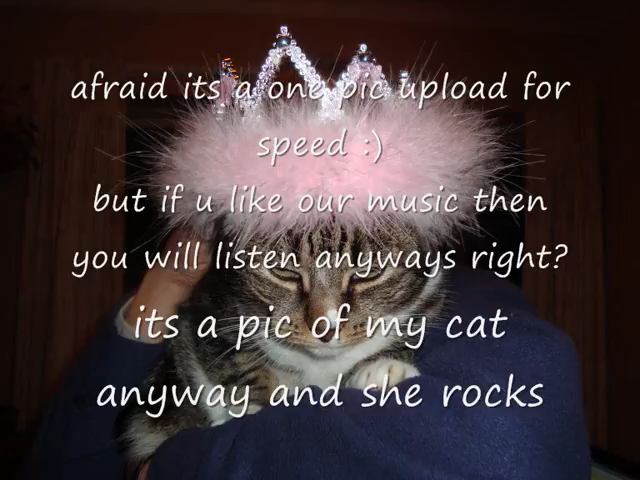 afraid its a one pic upload for
speed :)
but if u like our music then
you will listen anyways right?
its a pic of my cat
anyway and she rocks